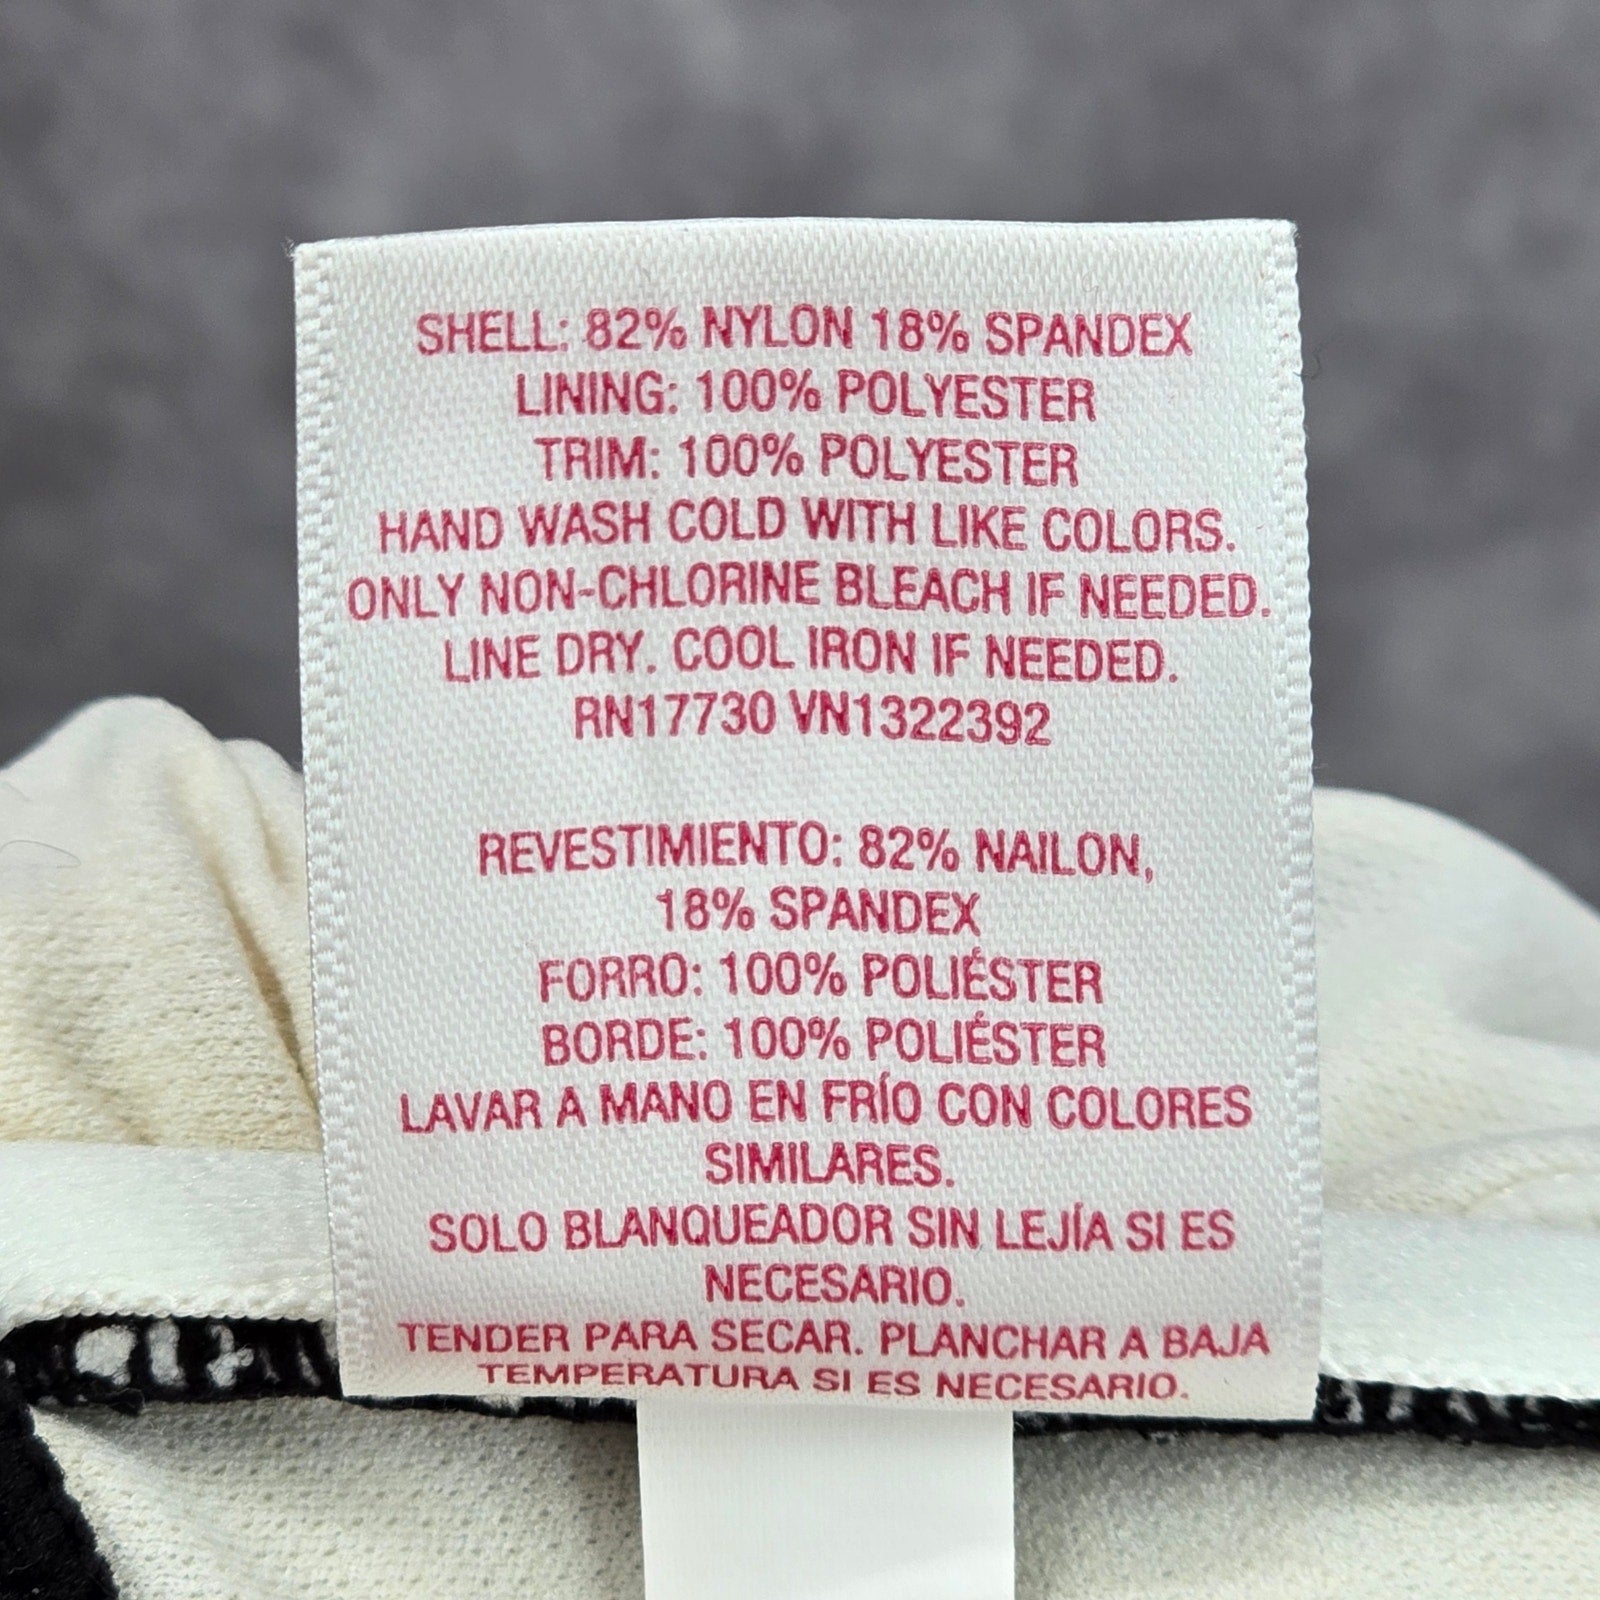 SHELL: 82% NYLON 18% SPANDEX
LINING: 100% POLYESTER
TRIM: 100% POLYESTER
HAND WASH COLD WITH LIKE COLORS.
ONLY NON-CHLORINE BLEACH IF NEEDED.
LINE DRY. COOL IRON IF NEEDED.
RN17730 VN1322392
REVESTIMIENTO: 82% NAILON,
18% SPANDEX
FORRO: 100% POLIÉSTER
BORDE: 100% POLIÉSTER
LAVAR A MANO EN FRÍO CON COLORES
SIMILARES.
SOLO BLANQUEADOR SIN LEJÍA SI ES
NECESARIO.
TENDER PARA SECAR. PLANCHAR A BAJA
TEMPERATURA SI ES NECESARIO.